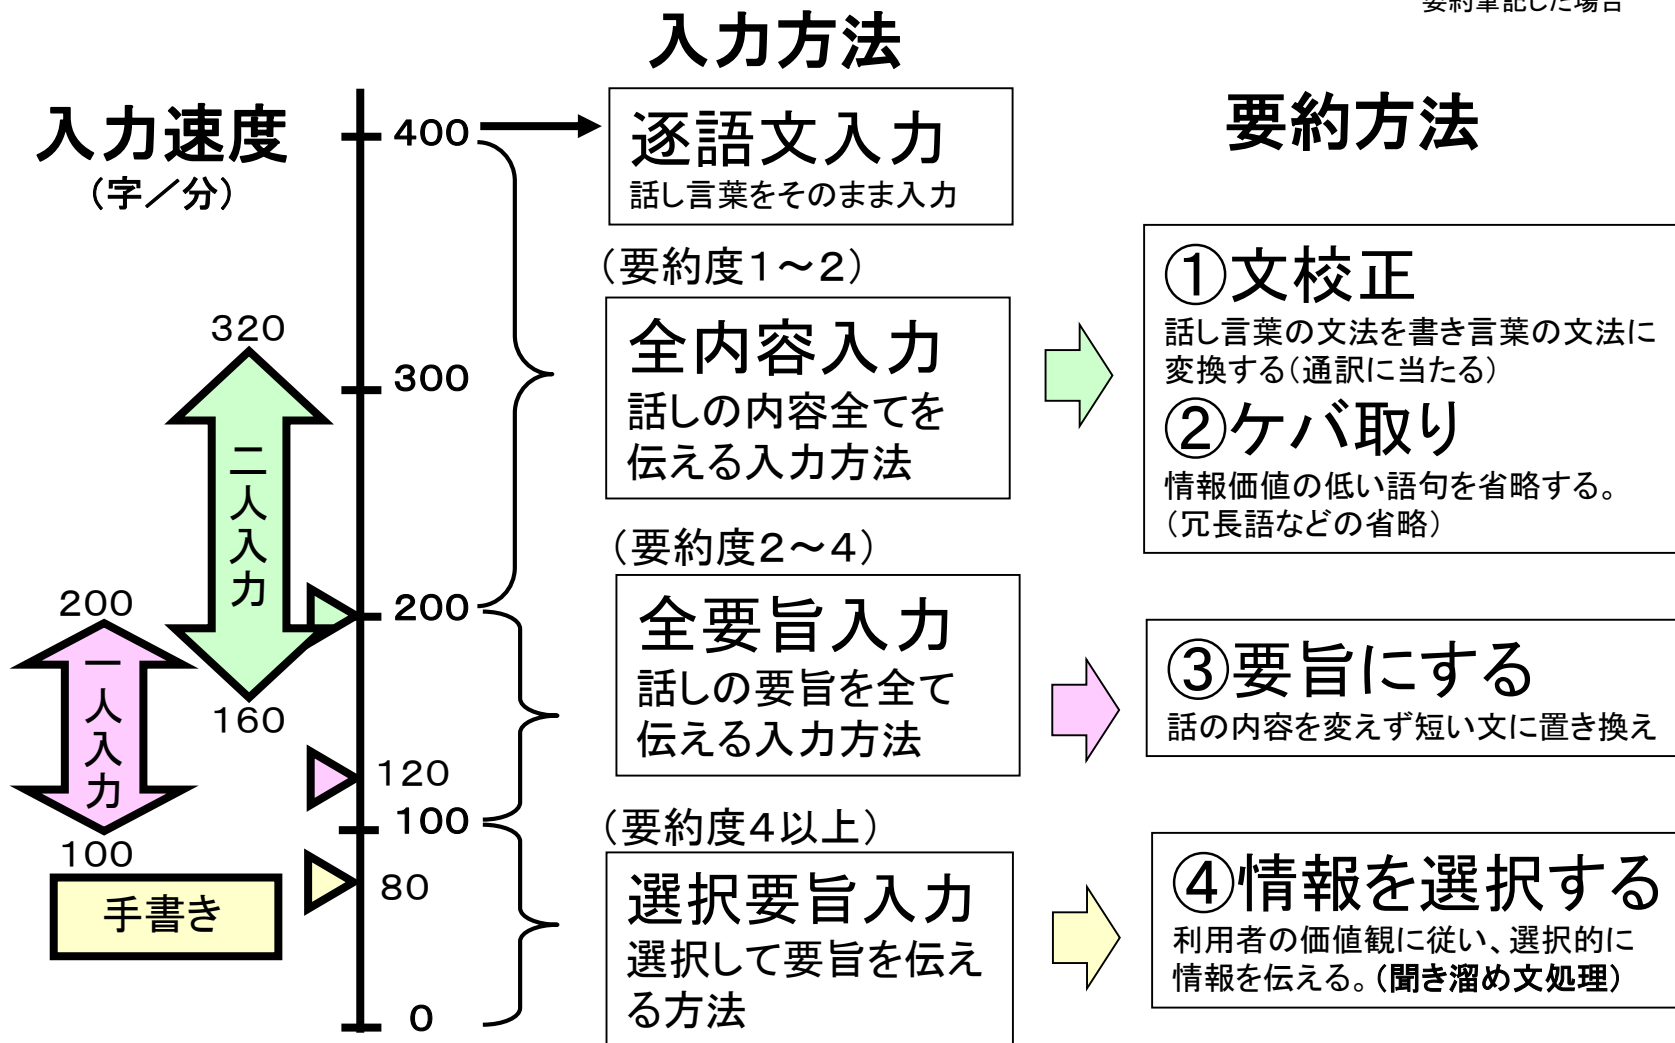 要約筆記した場合
入力方法
入力速度
(字／分)
要約方法
400
300
200
120
100
80
0
320
二人入力
160
200
一人入力
100
手書き
逐語文入力
話し言葉をそのまま入力
(要約度1～2)
全内容入力
話しの内容全てを
伝える入力方法
(要約度2～4)
全要旨入力
話しの要旨を全て
伝える入力方法
(要約度4以上)
選択要旨入力
選択して要旨を伝え
る方法
①文校正
話し言葉の文法を書き言葉の文法に
変換する(通訳に当たる)
②ケバ取り
情報価値の低い語句を省略する。
(冗長語などの省略)
③要旨にする
話の内容を変えず短い文に置き換え
④情報を選択する
利用者の価値観に従い、選択的に
情報を伝える。(聞き溜め文処理)